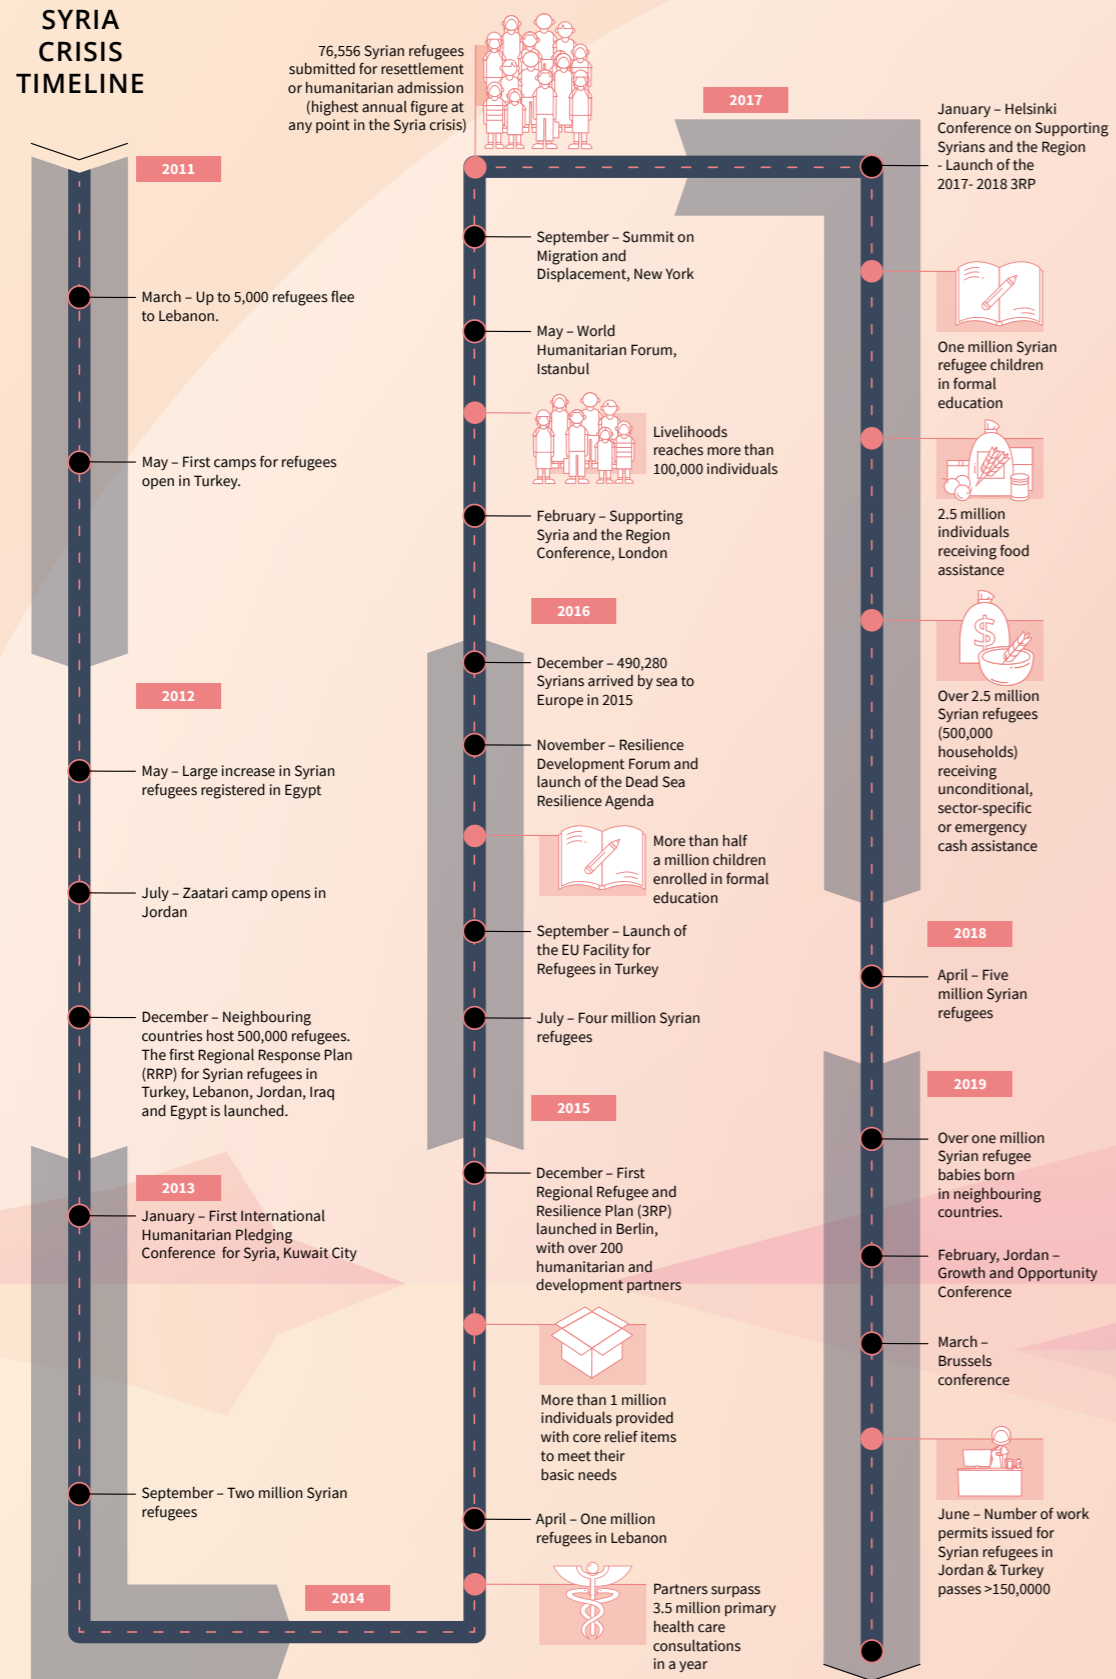 SYRIA
CRISIS
TIMELINE
2011
March – Up to 5,000 refugees flee
to Lebanon.
May – First camps for refugees
open in Turkey.
2012
May – Large increase in Syrian
refugees registered in Egypt
July – Zaatari camp opens in
Jordan
December – Neighbouring
countries host 500,000 refugees.
The first Regional Response Plan
(RRP) for Syrian refugees in
Turkey, Lebanon, Jordan, Iraq
and Egypt is launched.
2013
January – First International
Humanitarian Pledging
Conference for Syria, Kuwait City
September – Two million Syrian
refugees
2014
Partners surpass
3.5 million primary
health care
consultations
in a year
April – One million
refugees in Lebanon
More than 1 million
individuals provided
with core relief items
to meet their
basic needs
December – First
Regional Refugee and
Resilience Plan (3RP)
launched in Berlin,
with over 200
humanitarian and
development partners
2015
July – Four million Syrian
refugees
September – Launch of
the EU Facility for
Refugees in Turkey
More than half
a million children
enrolled in formal
education
November – Resilience
Development Forum and
launch of the Dead Sea
Resilience Agenda
December – 490,280
Syrians arrived by sea to
Europe in 2015
2016
February – Supporting
Syria and the Region
Conference, London
Livelihoods
reaches more than
100,000 individuals
May – World
Humanitarian Forum,
Istanbul
September – Summit on
Migration and
Displacement, New York
76,556 Syrian refugees
submitted for resettlement
or humanitarian admission
(highest annual figure at
any point in the Syria crisis)
2017
January – Helsinki
Conference on Supporting
Syrians and the Region
- Launch of the
2017- 2018 3RP
One million Syrian
refugee children
in formal
education
2.5 million
individuals
receiving food
assistance
$
Over 2.5 million
Syrian refugees
(500,000
households)
receiving
unconditional,
sector-specific
or emergency
cash assistance
2018
April – Five
million Syrian
refugees
2019
Over one million
Syrian refugee
babies born
in neighbouring
countries.
February, Jordan –
Growth and Opportunity
Conference
March –
Brussels
conference
June – Number of work
permits issued for
Syrian refugees in
Jordan & Turkey
passes >150,0000